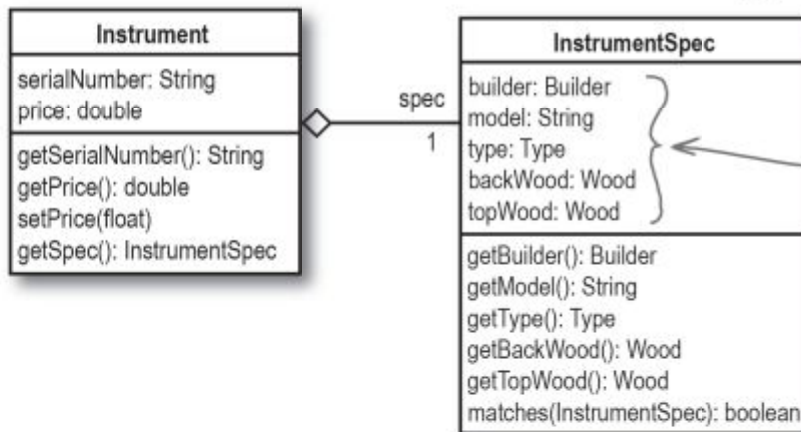 Instrument
serialNumber: String
price: double
getSerialNumber(): String
getPrice(): double
setPrice(float)
getSpec(): InstrumentSpec
spec
1
InstrumentSpec
builder: Builder
model: String
type: Type
backWood: Wood
topWood: Wood
getBuilder(): Builder
getModel(): String
getType(): Type
getBackWood(): Wood
getTopWood(): Wood
matches(InstrumentSpec): boolean